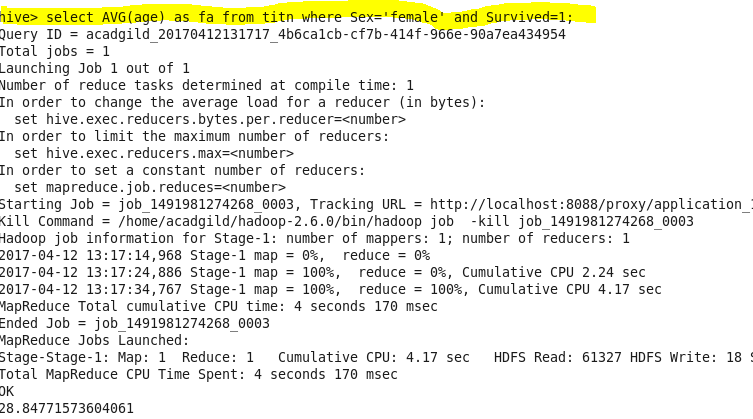 hive> select AVG(age) as fa from titn where Sex='female' and Survived=1;
Query ID = acadgild_20170412131717_4b6ca1cb-cf7b-414f-966e-90a7ea434954
Total jobs = 1
Launching Job 1 out of 1
Number of reduce tasks determined at compile time: 1
In order to change the average load for a reducer (in bytes):
  set hive.exec.reducers.bytes.per.reducer=<number>
In order to limit the maximum number of reducers:
  set hive.exec.reducers.max=<number>
In order to set a constant number of reducers:
  set mapreduce.job.reduces=<number>
Starting Job = job_1491981274268_0003, Tracking URL = http://localhost:8088/proxy/application_
Kill Command = /home/acadgild/hadoop-2.6.0/bin/hadoop job  -kill job_1491981274268_0003
Hadoop job information for Stage-1: number of mappers: 1; number of reducers: 1
2017-04-12 13:17:14,968 Stage-1 map = 0%,  reduce = 0%
2017-04-12 13:17:24,886 Stage-1 map = 100%,  reduce = 0%, Cumulative CPU 2.24 sec
2017-04-12 13:17:34,767 Stage-1 map = 100%,  reduce = 100%, Cumulative CPU 4.17 sec
MapReduce Total cumulative CPU time: 4 seconds 170 msec
Ended Job = job_1491981274268_0003
MapReduce Jobs Launched:
Stage-Stage-1: Map: 1  Reduce: 1   Cumulative CPU: 4.17 sec   HDFS Read: 61327 HDFS Write: 18
Total MapReduce CPU Time Spent: 4 seconds 170 msec
OK
28.84771573604061